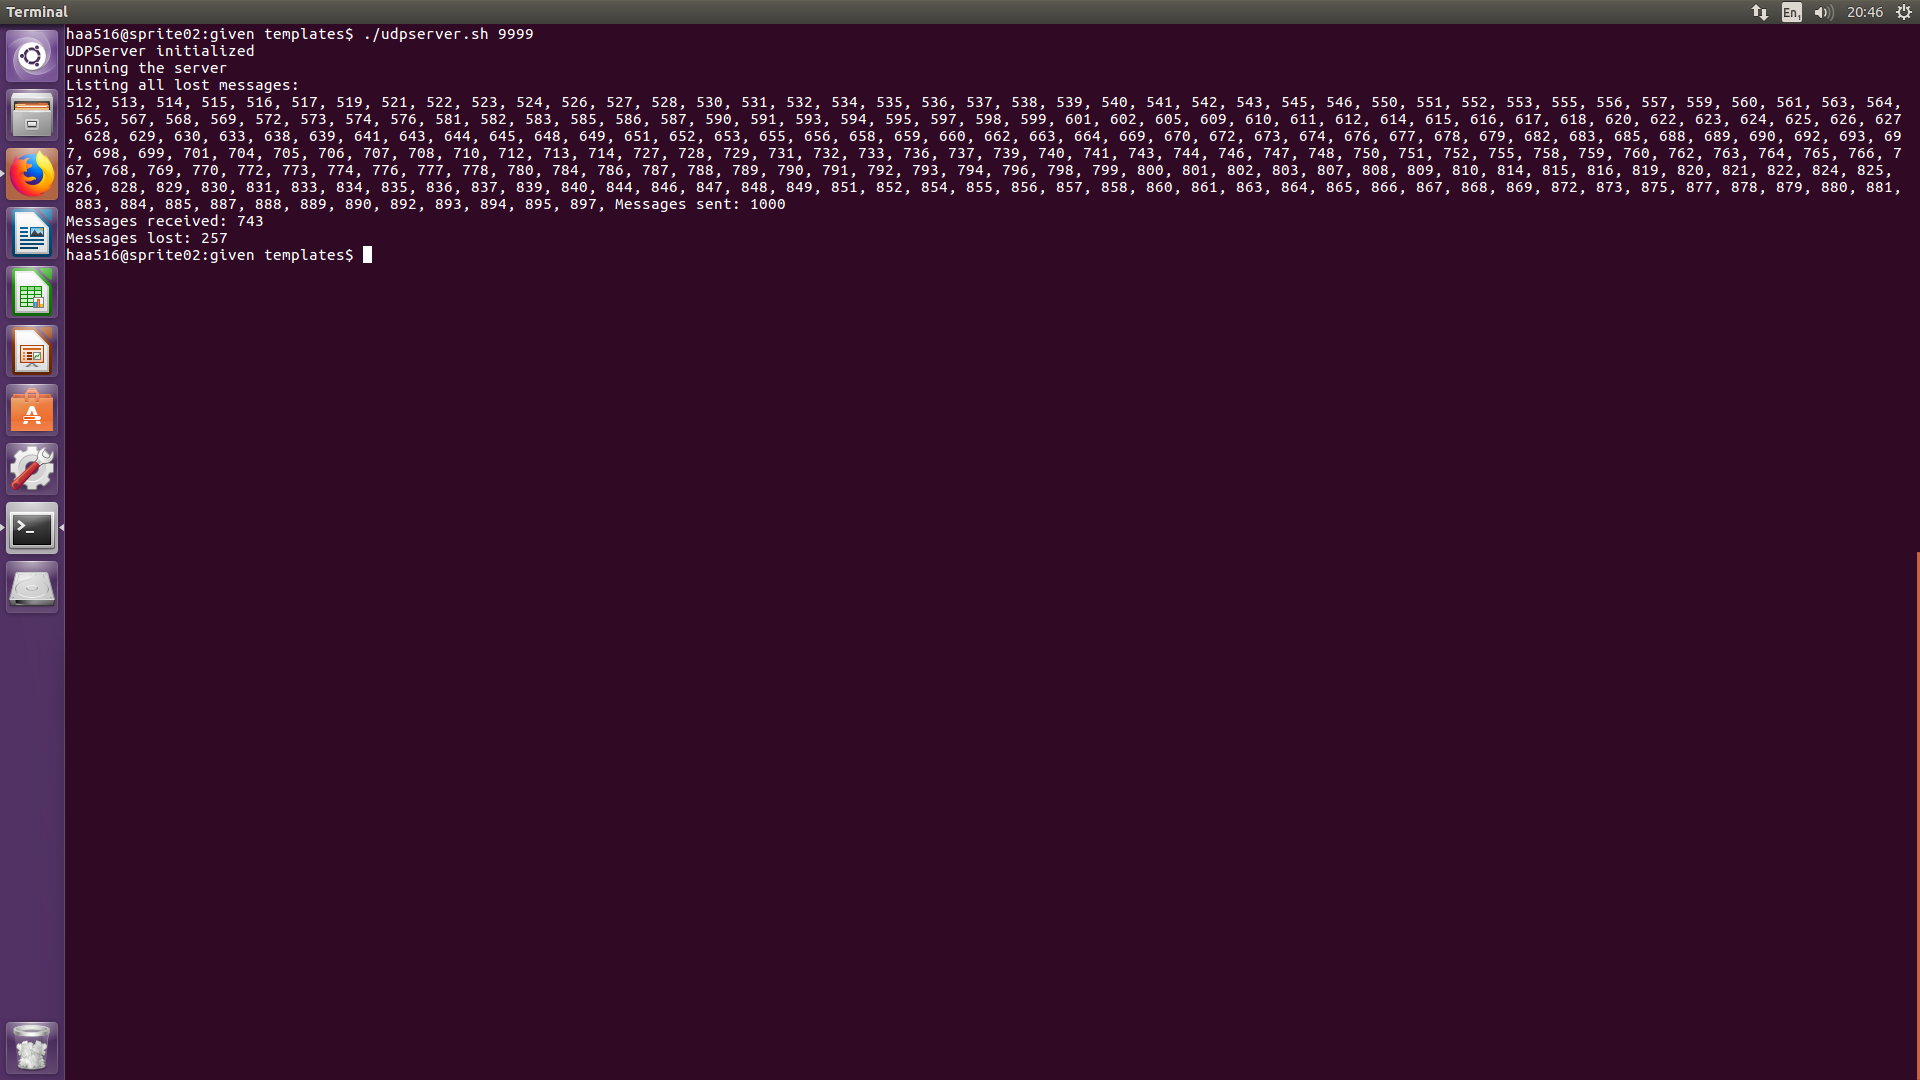 Terminal
En1
20:46
haa516@sprite02:given templates$ ./udpserver.sh 9999
UDPServer initialized
running the server
Listing all lost messages:
512, 513, 514, 515, 516, 517, 519, 521, 522, 523, 524, 526, 527, 528, 530, 531, 532, 534, 535, 536, 537, 538, 539, 540, 541, 542, 543, 545, 546, 550, 551, 552, 553, 555, 556, 557, 559, 560, 561, 563, 564,
565, 567, 568, 569, 572, 573, 574, 576, 581, 582, 583, 585, 586, 587, 590, 591, 593, 594, 595, 597, 598, 599, 601, 602, 605, 609, 610, 611, 612, 614, 615, 616, 617, 618, 620, 622, 623, 624, 625, 626, 627
, 628, 629, 630, 633, 638, 639, 641, 643, 644, 645, 648, 649, 651, 652, 653, 655, 656, 658, 659, 660, 662, 663, 664, 669, 670, 672, 673, 674, 676, 677, 678, 679, 682, 683, 685, 688, 689, 690, 692, 693, 69
7, 698, 699, 701, 704, 705, 706, 707, 708, 710, 712, 713, 714, 727, 728, 729, 731, 732, 733, 736, 737, 739, 740, 741, 743, 744, 746, 747, 748, 750, 751, 752, 755, 758, 759, 760, 762, 763, 764, 765, 766, 7
67, 768, 769, 770, 772, 773, 774, 776, 777, 778, 780, 784, 786, 787, 788, 789, 790, 791, 792, 793, 794, 796, 798, 799, 800, 801, 802, 803, 807, 808, 809, 810, 814, 815, 816, 819, 820, 821, 822, 824, 825,
826, 828, 829, 830, 831, 833, 834, 835, 836, 837, 839, 840, 844, 846, 847, 848, 849, 851, 852, 854, 855, 856, 857, 858, 860, 861, 863, 864, 865, 866, 867, 868, 869, 872, 873, 875, 877, 878, 879, 880, 881,
883, 884, 885, 887, 888, 889, 890, 892, 893, 894, 895, 897, Messages sent: 1000
Messages received: 743
Messages lost: 257
haa516@sprite02:given templates$